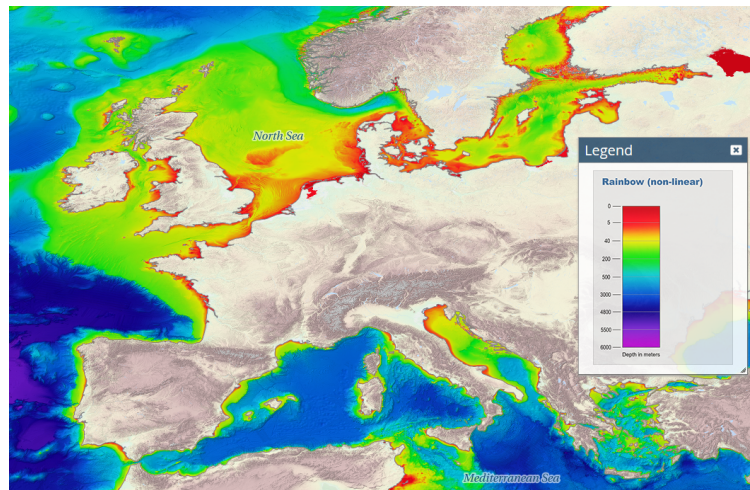 North Sea
Legend
Rainbow (non-linear)
0
5
40
200
500
3000
4000
5500
6000
Depth in meters
Mediterranean Sea